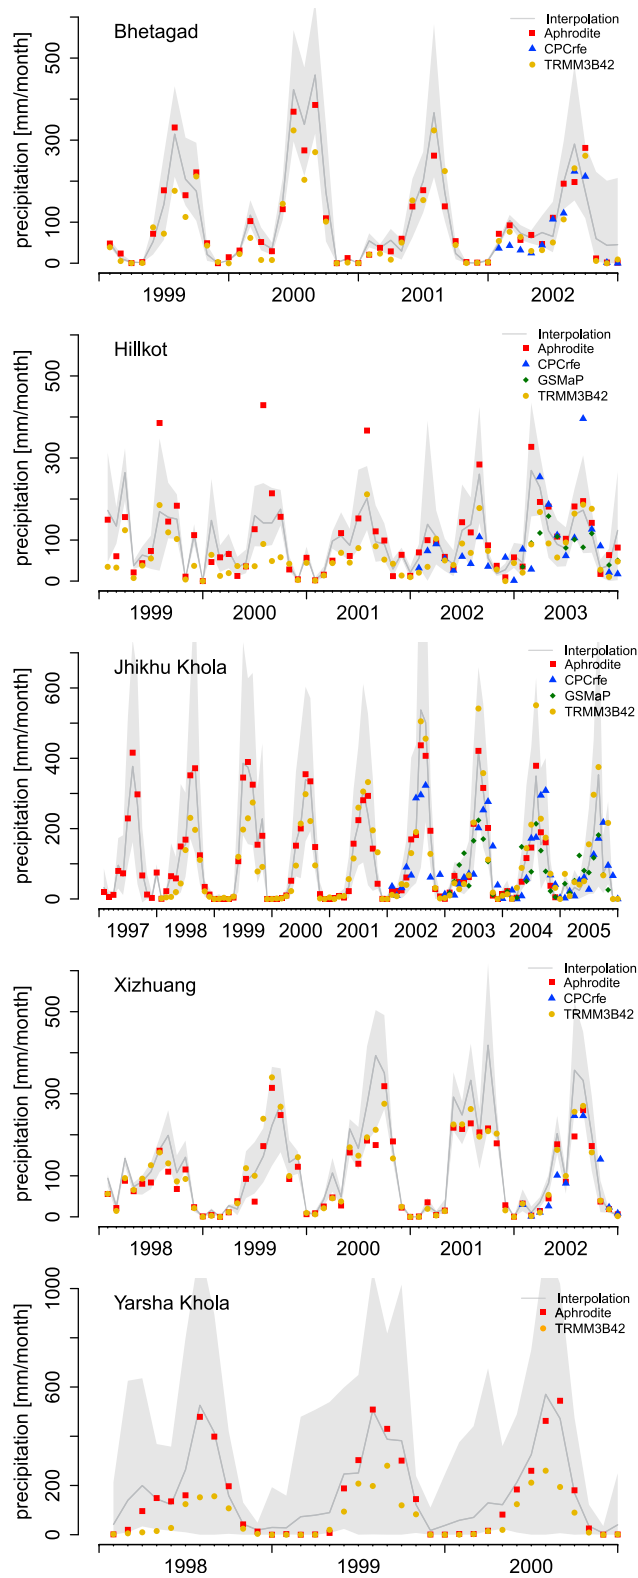 Bhetagad
Interpolation
Aphrodite
CPCrfe
TRMM3B42
precipitation [mm/month]
0
100
300
500
1999
2000
2001
2002
Hillkot
Interpolation
Aphrodite
CPCrfe
GSMaP
TRMM3B42
precipitation [mm/month]
0
100
300
500
1999
2000
2001
2002
2003
Jhikhu Khola
Interpolation
Aphrodite
CPCrfe
GSMaP
TRMM3B42
precipitation [mm/month]
0
200
400
600
1997
1998
1999
2000
2001
2002
2003
2004
2005
Xizhuang
Interpolation
Aphrodite
CPCrfe
TRMM3B42
precipitation [mm/month]
0
100
300
500
1998
1999
2000
2001
2002
Yarsha Khola
Interpolation
Aphrodite
TRMM3B42
precipitation [mm/month]
0
200
600
1000
1998
1999
2000